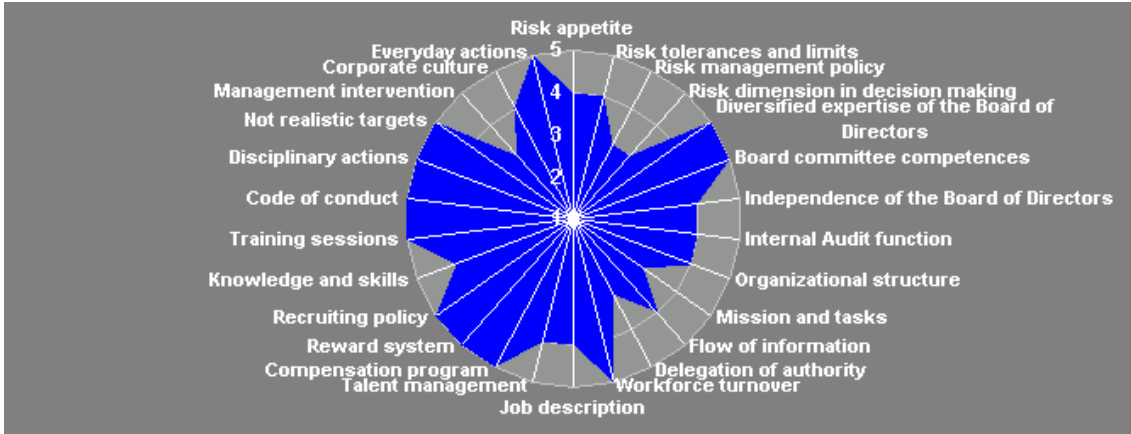 Risk appetite
5
Risk tolerances and limits
Risk management policy
Risk dimension in decision making
Diversified expertise of the Board of
Directors
Board committee competences
Independence of the Board of Directors
Internal Audit function
Organizational structure
Mission and tasks
Flow of information
Delegation of authority
Workforce turnover
Job description
Talent management
Compensation program
Reward system
Recruiting policy
Knowledge and skills
Training sessions
Code of conduct
Disciplinary actions
Not realistic targets
Management intervention
Corporate culture
Everyday actions
4
3
2
1